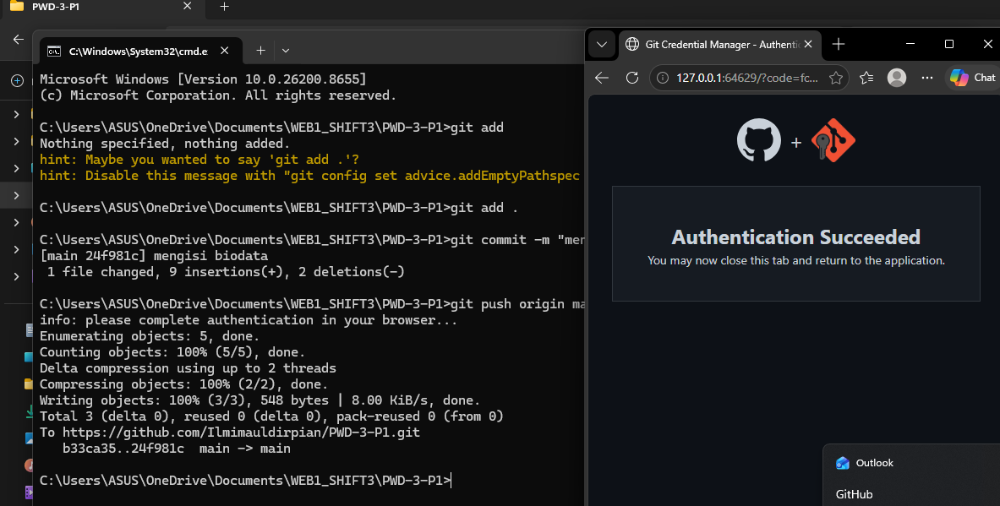 PWD-3-P1
C:\Windows\System32\cmd.e
Microsoft Windows [Version 10.0.26200.8655]
(c) Microsoft Corporation. All rights reserved.
C:\Users\ASUS\OneDrive\Documents\WEB1_SHIFT3\PWD-3-P1>git add
Nothing specified, nothing added.
hint: Maybe you wanted to say 'git add .'?
hint: Disable this message with "git config set advice.addEmptyPathspec
C:\Users\ASUS\OneDrive\Documents\WEB1_SHIFT3\PWD-3-P1>git add .
C:\Users\ASUS\OneDrive\Documents\WEB1_SHIFT3\PWD-3-P1>git commit -m "men
[main 24f981c] mengisi biodata
1 file changed, 9 insertions(+), 2 deletions(-)
C:\Users\ASUS\OneDrive\Documents\WEB1_SHIFT3\PWD-3-P1>git push origin ma
info: please complete authentication in your browser...
Enumerating objects: 5, done.
Counting objects: 100% (5/5), done.
Delta compression using up to 2 threads
Compressing objects: 100% (2/2), done.
Writing objects: 100% (3/3), 548 bytes | 8.00 KiB/s, done.
Total 3 (delta 0), reused 0 (delta 0), pack-reused 0 (from 0)
To https://github.com/Ilmimauldirpian/PWD-3-P1.git
b33ca35..24f981c  main -> main
C:\Users\ASUS\OneDrive\Documents\WEB1_SHIFT3\PWD-3-P1>
Git Credential Manager - Authentic
127.0.0.1:64629/?code=fc...
Chat
Authentication Succeeded
You may now close this tab and return to the application.
Outlook
GitHub